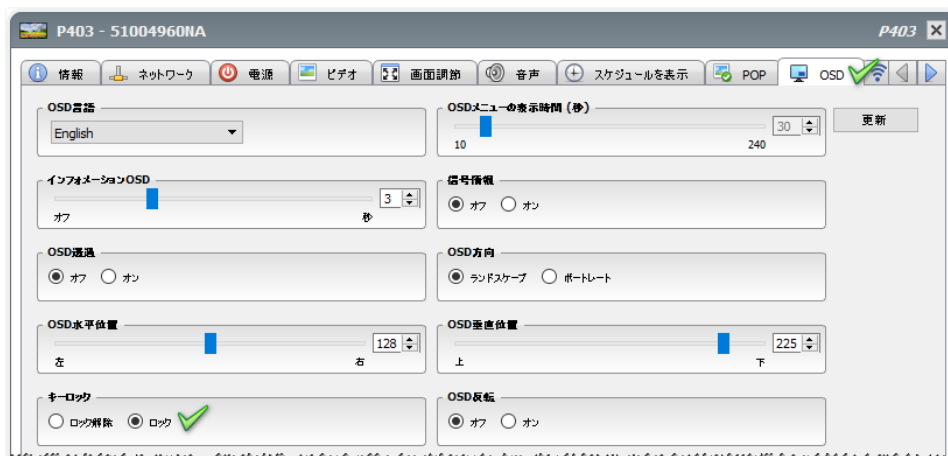 P403 - 51004960NA P403
情報 ネットワーク 電源 ビデオ 画面調節 音声 スケジュールを表示 POP OSD
OSD言語
English
OSDメニューの表示時間 (秒)
30
10 240
更新
インフォメーションOSD
3
オフ 秒
信号情報
オフ オン
OSD透過
オフ オン
OSD方向
ランドスケープ ポートレート
OSD水平位置
128
左 右
OSD垂直位置
225
上 下
キーロック
ロック解除 ロック
OSD反転
オフ オン